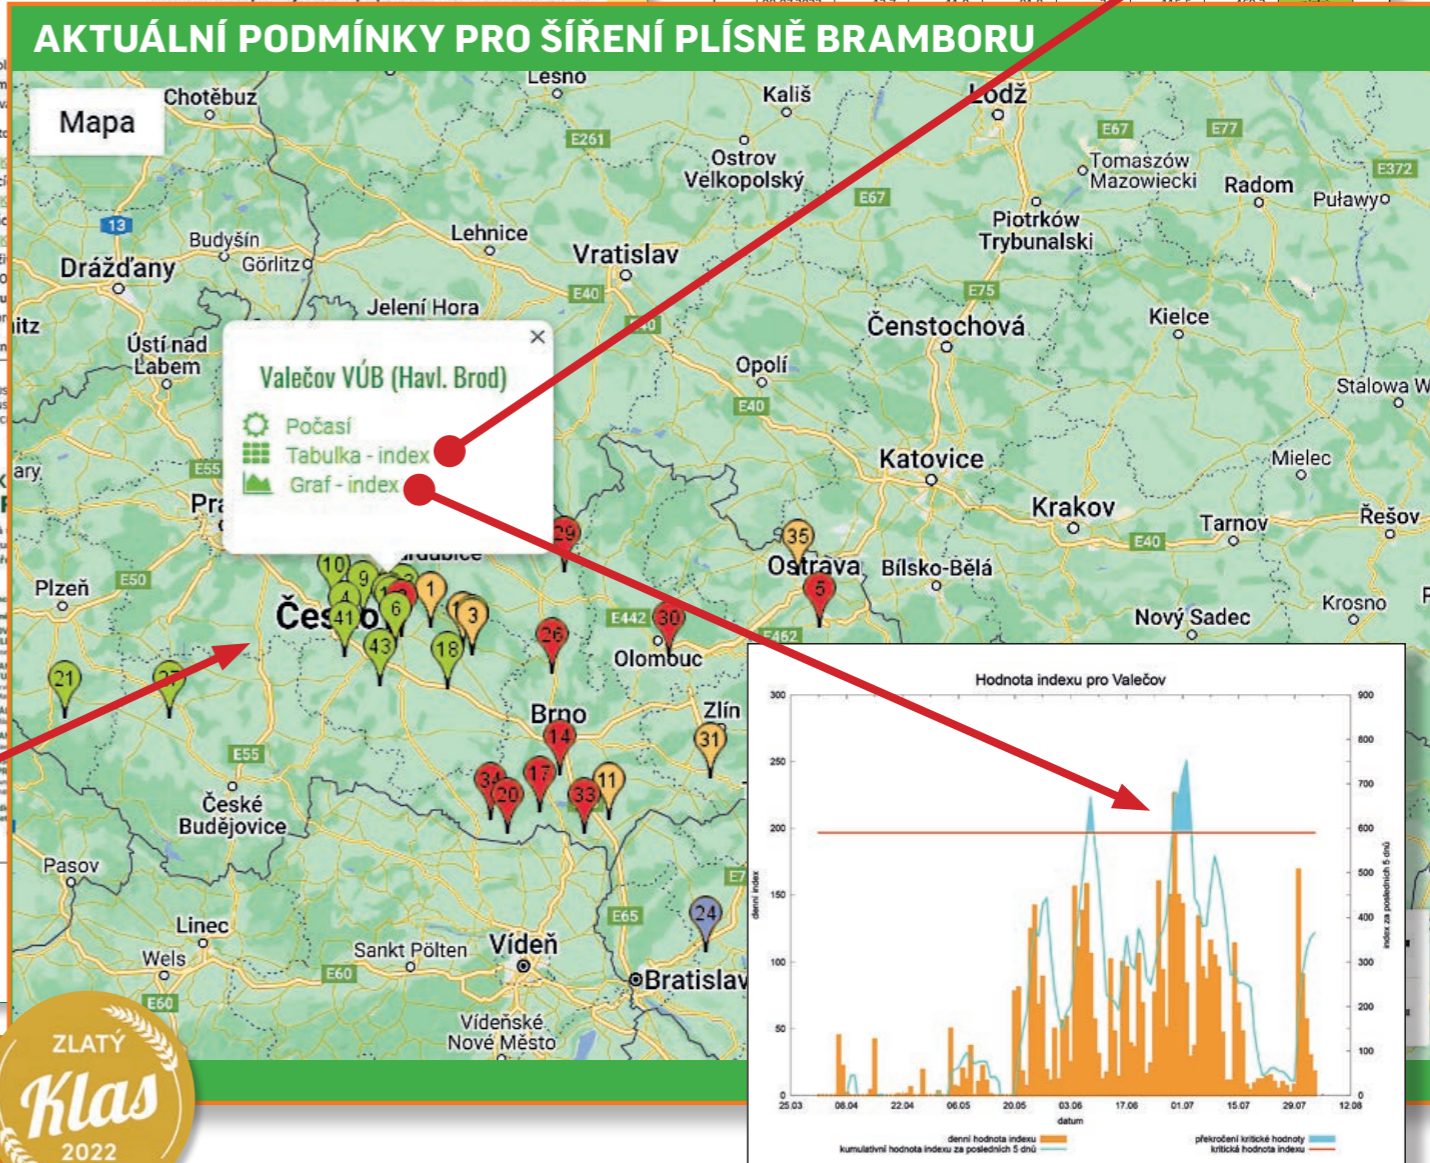 AKTUÁLNÍ PODMÍNKY PRO ŠÍŘENÍ PLÍSNĚ BRAMBORU
Mapa
Chotěbuz
Lešno
Kališ
Lodž
E261
E67
E77
Ostrov
Velkopolský
Tomaszów
Mazowiecki
E372
Radom
Puławy
E67
13
Budyšín
Görlitz
Lehnice
Vratislav
Piotrków
Trybunalski
Drážďany
E40
E75
Jelení Hora
E40
Čenstochová
Kielce
Ústí nad
Labem
Opolí
Stalowa W
Valečov VÚB (Havl. Brod)
Počasí
Tabulka - index
Graf - index
E40
E55
Katovice
Mielec
Krakov
Tarnov
Řešov
E40
29
35
Ostrava
Bílsko-Bělá
10
9
1
5
Plzeň
E50
4
6
3
41
Česko
E442
30
Nový Sadec
Krosno
43
18
26
Olomouc
E462
21
27
Brno
Zlín
14
31
E55
34
20
17
33
11
České
Budějovice
Pasov
24
E65
Linec
Wels
Sankt Pölten
Vídeň
Bratislav
E60
E60
Vídeňské
Nové Město
ZLATÝ
Klas
2022
Hodnota indexu pro Valečov
300
250
200
150
100
50
0
900
800
700
600
500
400
300
200
100
0
denní index
index za posledních 5 dnů
25.03
08.04
22.04
06.05
20.05
03.06
17.06
01.07
15.07
29.07
12.08
datum
denní hodnota indexu
kumulativní hodnota indexu za posledních 5 dnů
překročení kritické hodnoty
kritická hodnota indexu